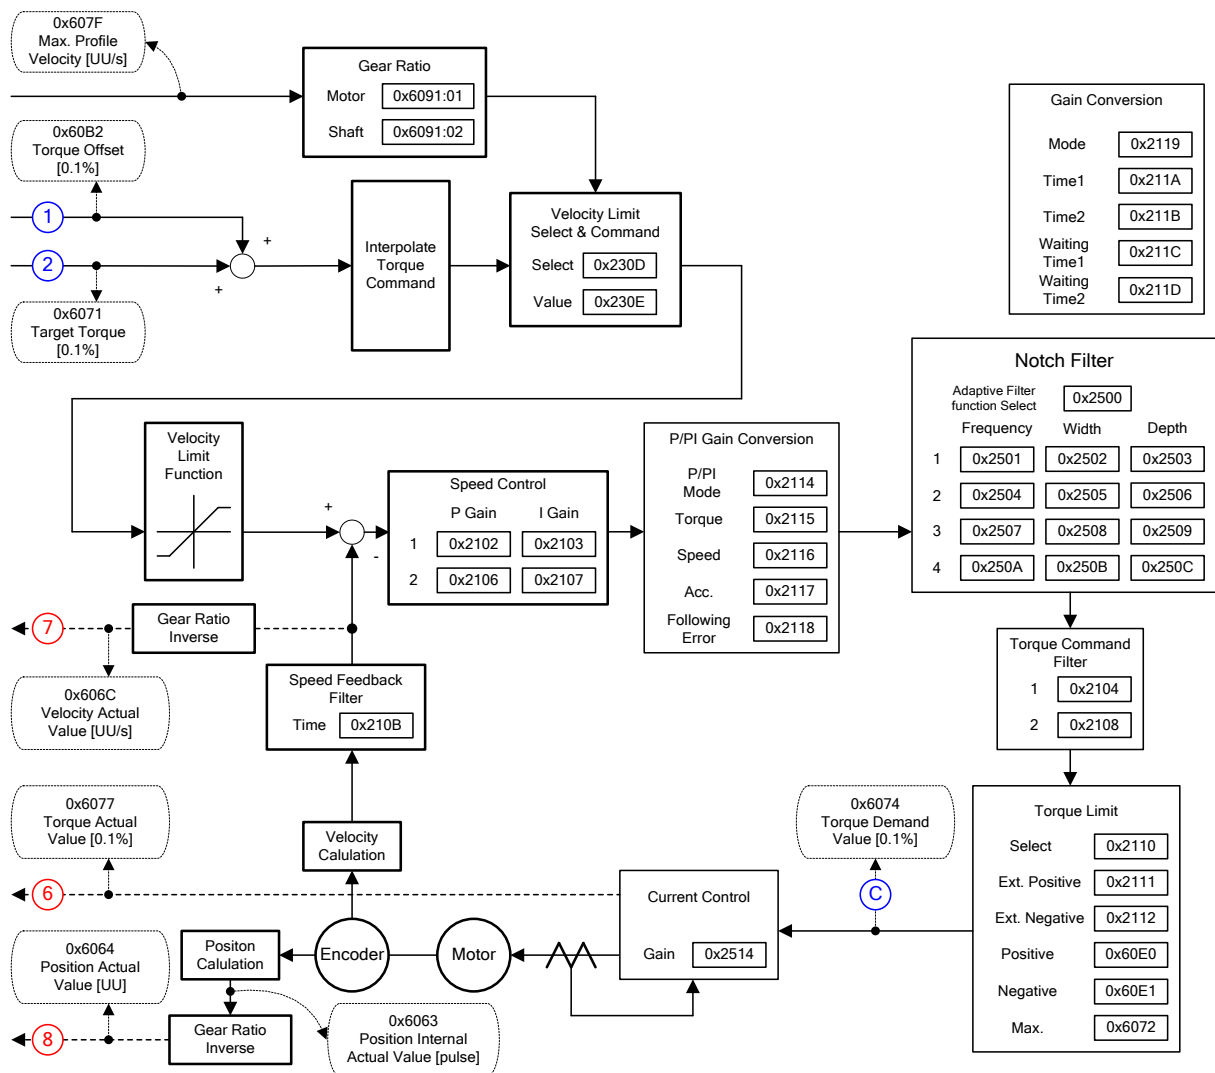 0x607F
Max. Profile
Velocity [UU/s]
Gear Ratio
Motor 0x6091:01
Shaft 0x6091:02
Gain Conversion
Mode 0x2119
Time1 0x211A
Time2 0x211B
Waiting
Time1
0x211C
Waiting
Time2
0x211D
0x60B2
Torque Offset
[0.1%]
1
+
2
+
0x6071
Target Torque
[0.1%]
Interpolate
Torque
Command
Velocity Limit
Select & Command
Select 0x230D
Value 0x230E
Notch Filter
Adaptive Filter
function Select
0x2500
Frequency Width Depth
1 0x2501 0x2502 0x2503
2 0x2504 0x2505 0x2506
3 0x2507 0x2508 0x2509
4 0x250A 0x250B 0x250C
Velocity
Limit
Function
+
-
Speed Control
P Gain I Gain
1 0x2102 0x2103
2 0x2106 0x2107
P/PI Gain Conversion
P/PI
Mode
0x2114
Torque 0x2115
Speed 0x2116
Acc. 0x2117
Following
Error
0x2118
7
Gear Ratio
Inverse
0x606C
Velocity Actual
Value [UU/s]
Speed Feedback
Filter
Time 0x210B
Torque Command
Filter
1 0x2104
2 0x2108
0x6077
Torque Actual
Value [0.1%]
Velocity
Calulation
0x6074
Torque Demand
Value [0.1%]
Torque Limit
Select 0x2110
Ext. Positive 0x2111
Ext. Negative 0x2112
Positive 0x60E0
Negative 0x60E1
Max. 0x6072
6
C
Current Control
Gain 0x2514
0x6064
Position Actual
Value [UU]
Positon
Calulation
Encoder
Motor
8
Gear Ratio
Inverse
0x6063
Position Internal
Actual Value [pulse]